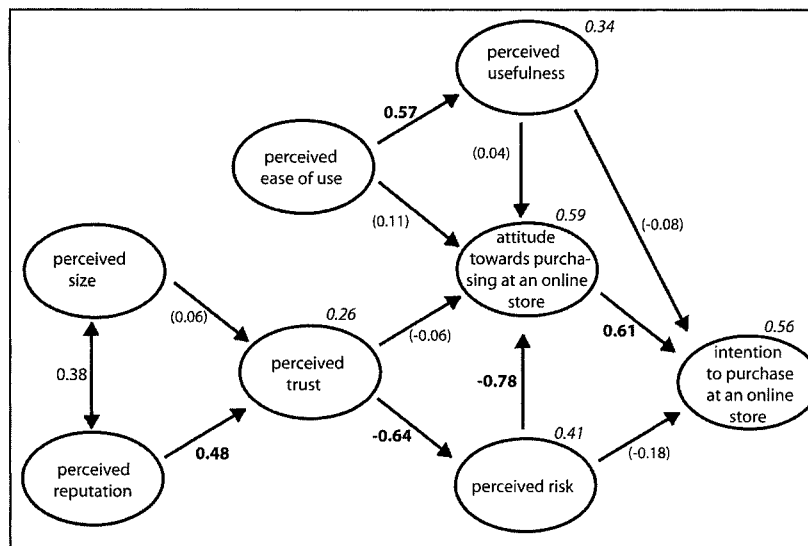 0.34
perceived
usefulness
0.57
perceived
ease of use
(0.04)
(0.11)
0.59
attitude
towards purcha-
sing at an online
store
(-0.08)
perceived
size
(0.06)
0.26
perceived
trust
(-0.06)
0.61
0.56
intention
to purchase
at an online
store
0.38
-0.78
-0.64
0.48
perceived
reputation
0.41
perceived risk
(-0.18)